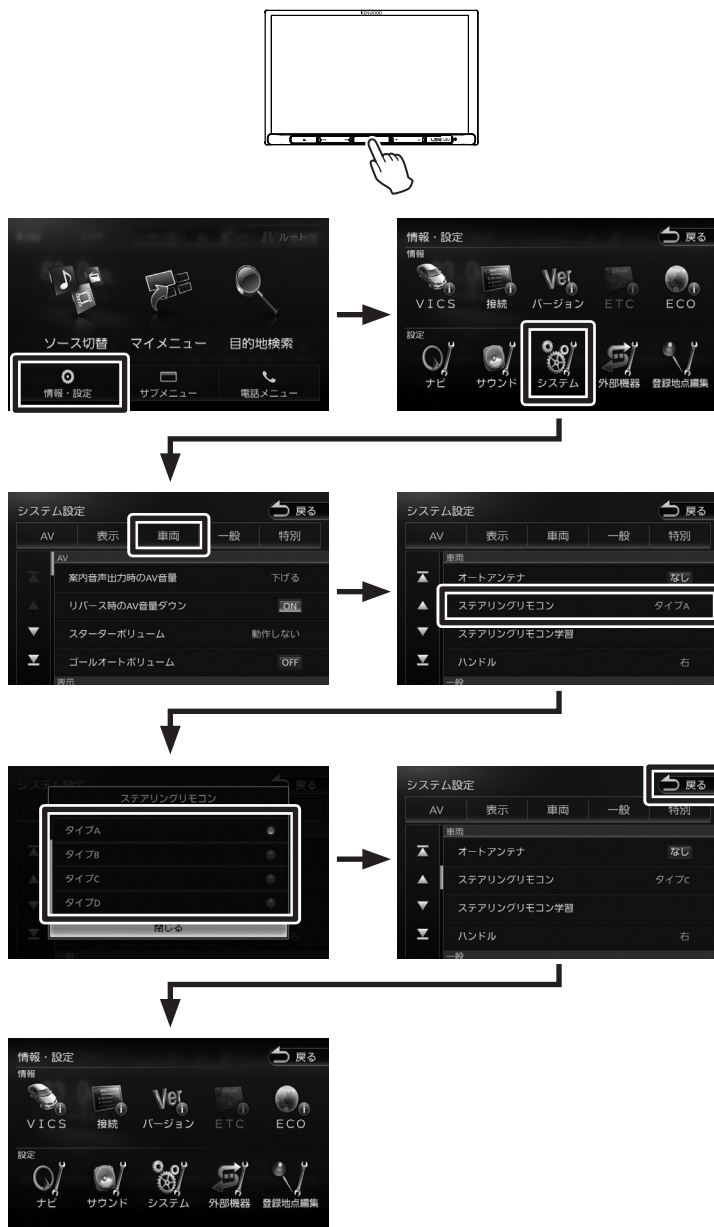 KENWOOD
ルート
ソース切替 マイメニュー 目的地検索
情報・設定 サブメニュー 電話メニュー
情報・設定 戻る
情報
VICS 接続 バージョン ETC ECO
設定
ナビ サウンド システム 外部機器 登録地点編集
システム設定 戻る
AV 表示 車両 一般 特別
AV
案内音声出力時のAV音量 下げる
リバース時のAV音量ダウン ON
スターターボリューム 動作しない
ゴールオートボリューム OFF
表示
システム設定 戻る
AV 表示 車両 一般 特別
車両
オートアンテナ なし
ステアリングリモコン タイプA
ステアリングリモコン学習
ハンドル 右
一般
システム設定 戻る
ステアリングリモコン
タイプA
タイプB
タイプC
タイプD
閉じる
右
一般
システム設定 戻る
AV 表示 車両 一般 特別
車両
オートアンテナ なし
ステアリングリモコン タイプC
ステアリングリモコン学習
ハンドル 右
一般
情報・設定 戻る
情報
VICS 接続 バージョン ETC ECO
設定
ナビ サウンド システム 外部機器 登録地点編集